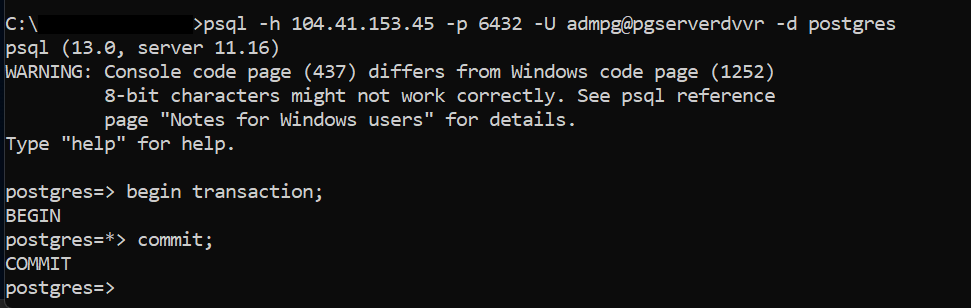 C:\ >psql -h 104.41.153.45 -p 6432 -U admpg@pgserverdvvr -d postgres
psql (13.0, server 11.16)
WARNING: Console code page (437) differs from Windows code page (1252)
         8-bit characters might not work correctly. See psql reference
         page "Notes for Windows users" for details.
Type "help" for help.
postgres=> begin transaction;
BEGIN
postgres=*> commit;
COMMIT
postgres=>